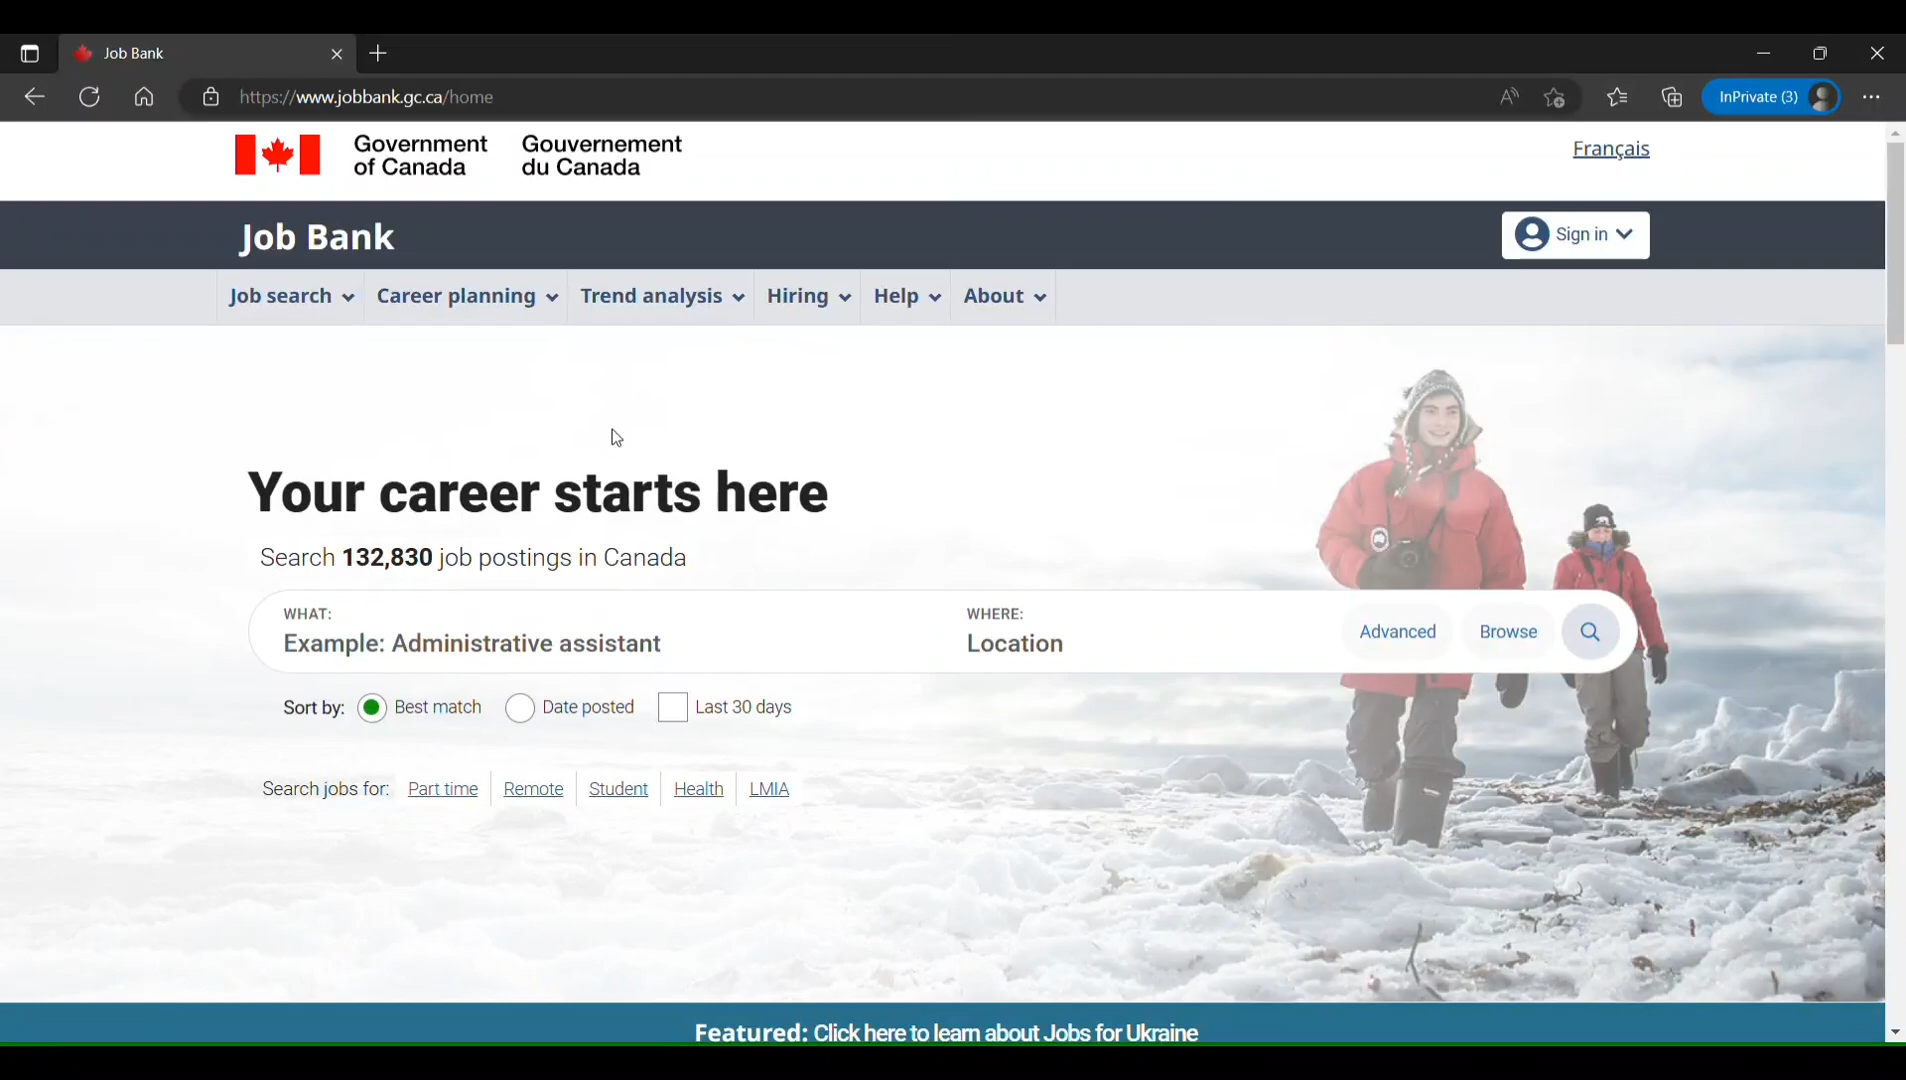 Job Bank
https://www.jobbank.gc.ca/home
InPrivate (3)
Government of Canada
Gouvernement du Canada
Français
Job Bank
Sign in
Job search
Career planning
Trend analysis
Hiring
Help
About
Your career starts here
Search 132,830 job postings in Canada
WHAT:
Example: Administrative assistant
WHERE:
Location
Advanced
Browse
Sort by: Best match Date posted Last 30 days
Search jobs for: Part time Remote Student Health LMIA
Featured: Click here to learn about Jobs for Ukraine